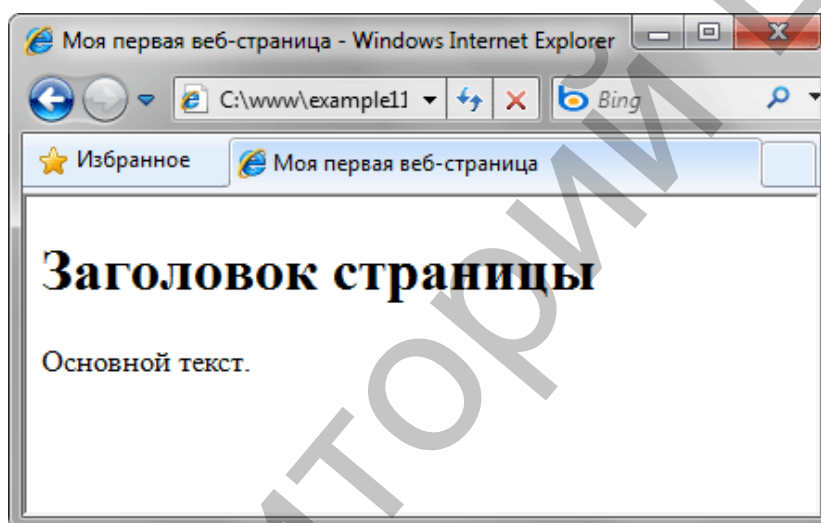 Моя первая веб-страница - Windows Internet Explorer
C:\www\example11
Bing
Избранное
Моя первая веб-страница
Заголовок страницы
Основной текст.